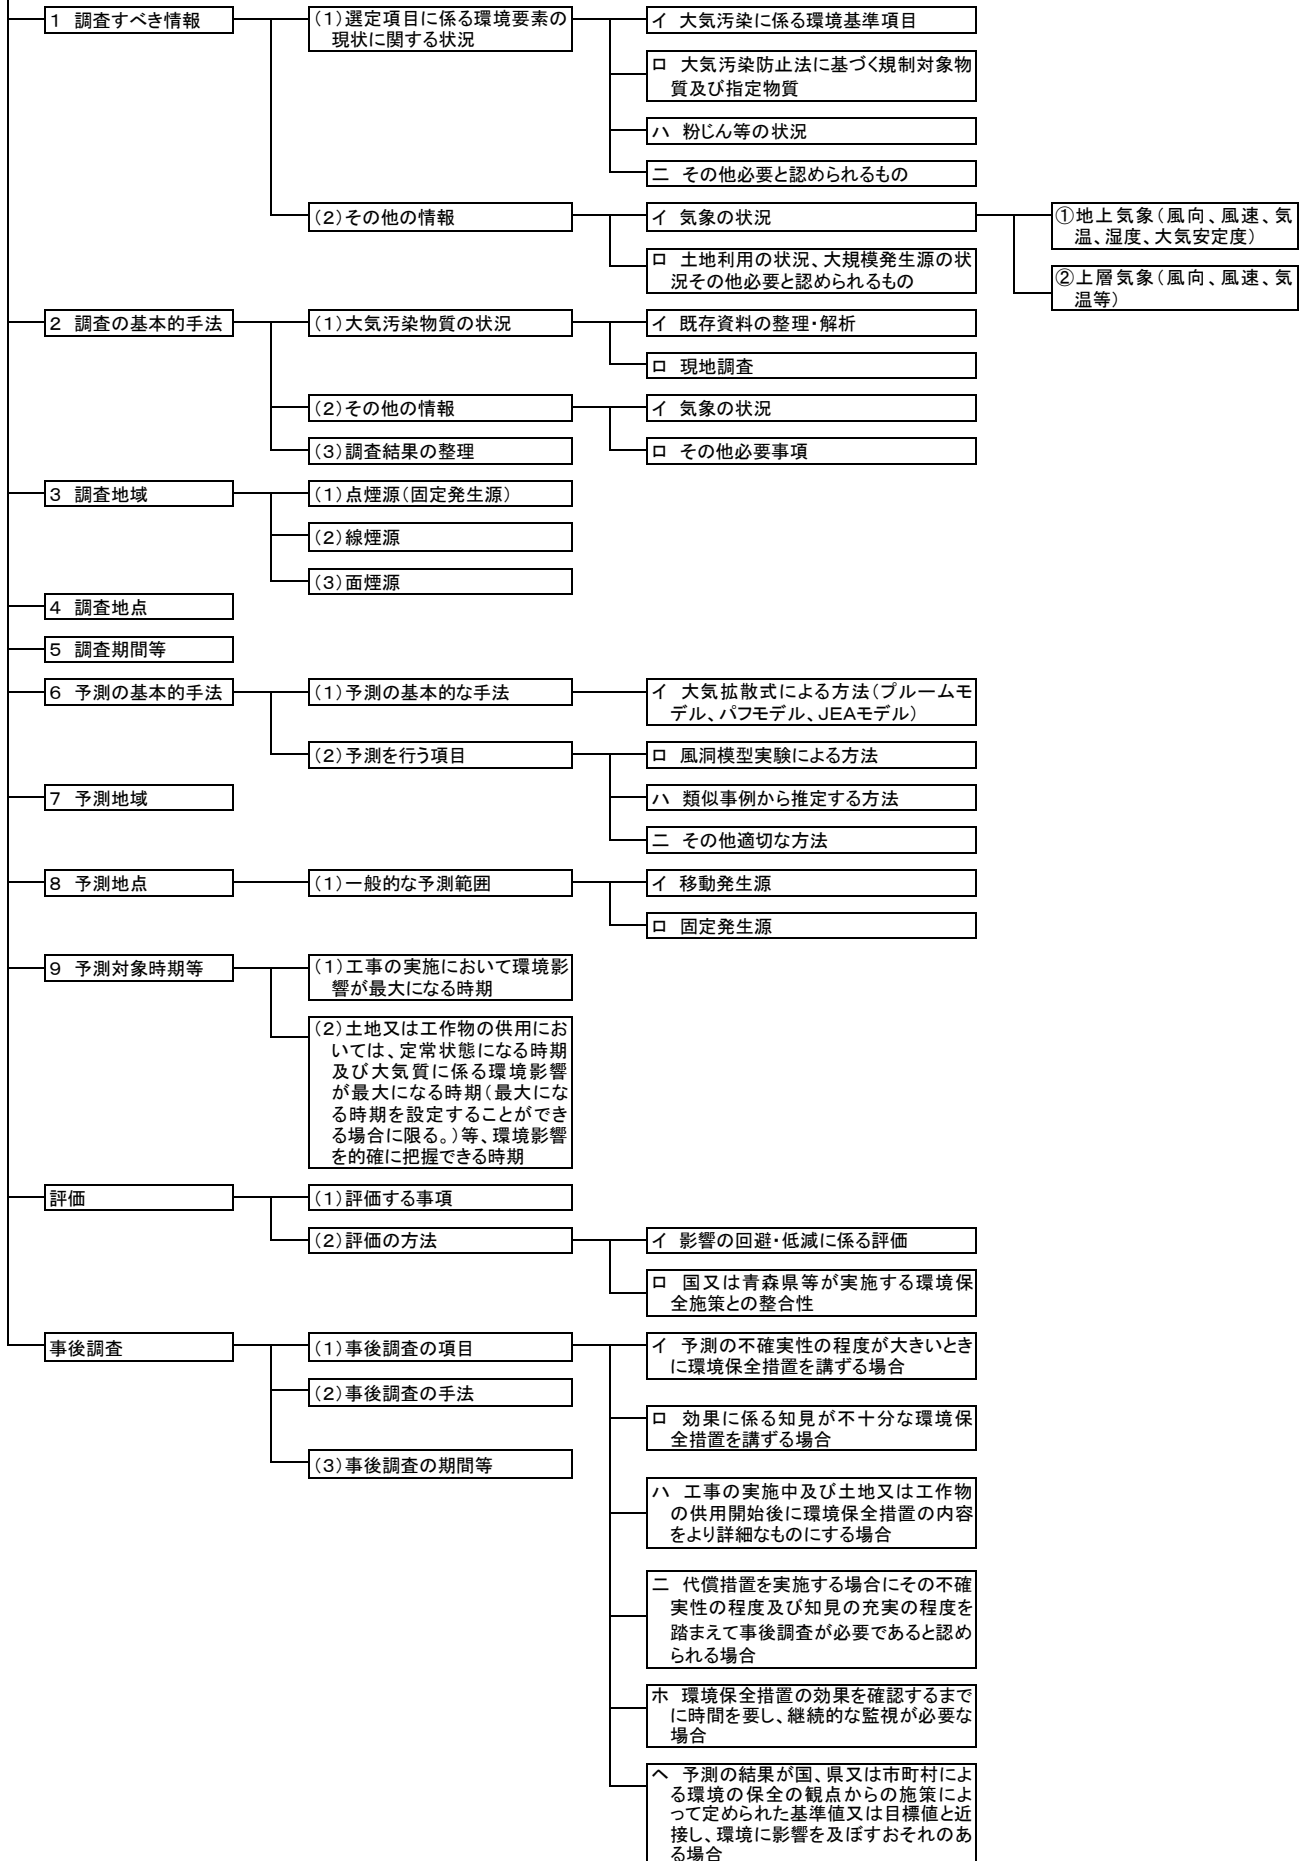 1 調査すべき情報
(1)選定項目に係る環境要素の
現状に関する状況
イ 大気汚染に係る環境基準項目
ロ 大気汚染防止法に基づく規制対象物
質及び指定物質
ハ 粉じん等の状況
ニ その他必要と認められるもの
(2)その他の情報
イ 気象の状況
①地上気象(風向、風速、気
温、湿度、大気安定度)
ロ 土地利用の状況、大規模発生源の状
況その他必要と認められるもの
②上層気象(風向、風速、気
温等)
2 調査の基本的手法
(1)大気汚染物質の状況
イ 既存資料の整理・解析
ロ 現地調査
(2)その他の情報
イ 気象の状況
(3)調査結果の整理
ロ その他必要事項
3 調査地域
(1)点煙源(固定発生源)
(2)線煙源
(3)面煙源
4 調査地点
5 調査期間等
6 予測の基本的手法
(1)予測の基本的な手法
イ 大気拡散式による方法(プルームモ
デル、パフモデル、JEAモデル)
(2)予測を行う項目
ロ 風洞模型実験による方法
7 予測地域
ハ 類似事例から推定する方法
ニ その他適切な方法
8 予測地点
(1)一般的な予測範囲
イ 移動発生源
ロ 固定発生源
9 予測対象時期等
(1)工事の実施において環境影
響が最大になる時期
(2)土地又は工作物の供用にお
いては、定常状態になる時期
及び大気質に係る環境影響
が最大になる時期(最大にな
る時期を設定することができ
る場合に限る。)等、環境影響
を的確に把握できる時期
評価
(1)評価する事項
(2)評価の方法
イ 影響の回避・低減に係る評価
ロ 国又は青森県等が実施する環境保
全施策との整合性
事後調査
(1)事後調査の項目
イ 予測の不確実性の程度が大きいとき
に環境保全措置を講ずる場合
(2)事後調査の手法
ロ 効果に係る知見が不十分な環境保
全措置を講ずる場合
(3)事後調査の期間等
ハ 工事の実施中及び土地又は工作物
の供用開始後に環境保全措置の内容
をより詳細なものにする場合
ニ 代償措置を実施する場合にその不確
実性の程度及び知見の充実の程度を
踏まえて事後調査が必要であると認め
られる場合
ホ 環境保全措置の効果を確認するまで
に時間を要し、継続的な監視が必要な
場合
ヘ 予測の結果が国、県又は市町村によ
る環境の保全の観点からの施策によ
って定められた基準値又は目標値と近
接し、環境に影響を及ぼすおそれのあ
る場合